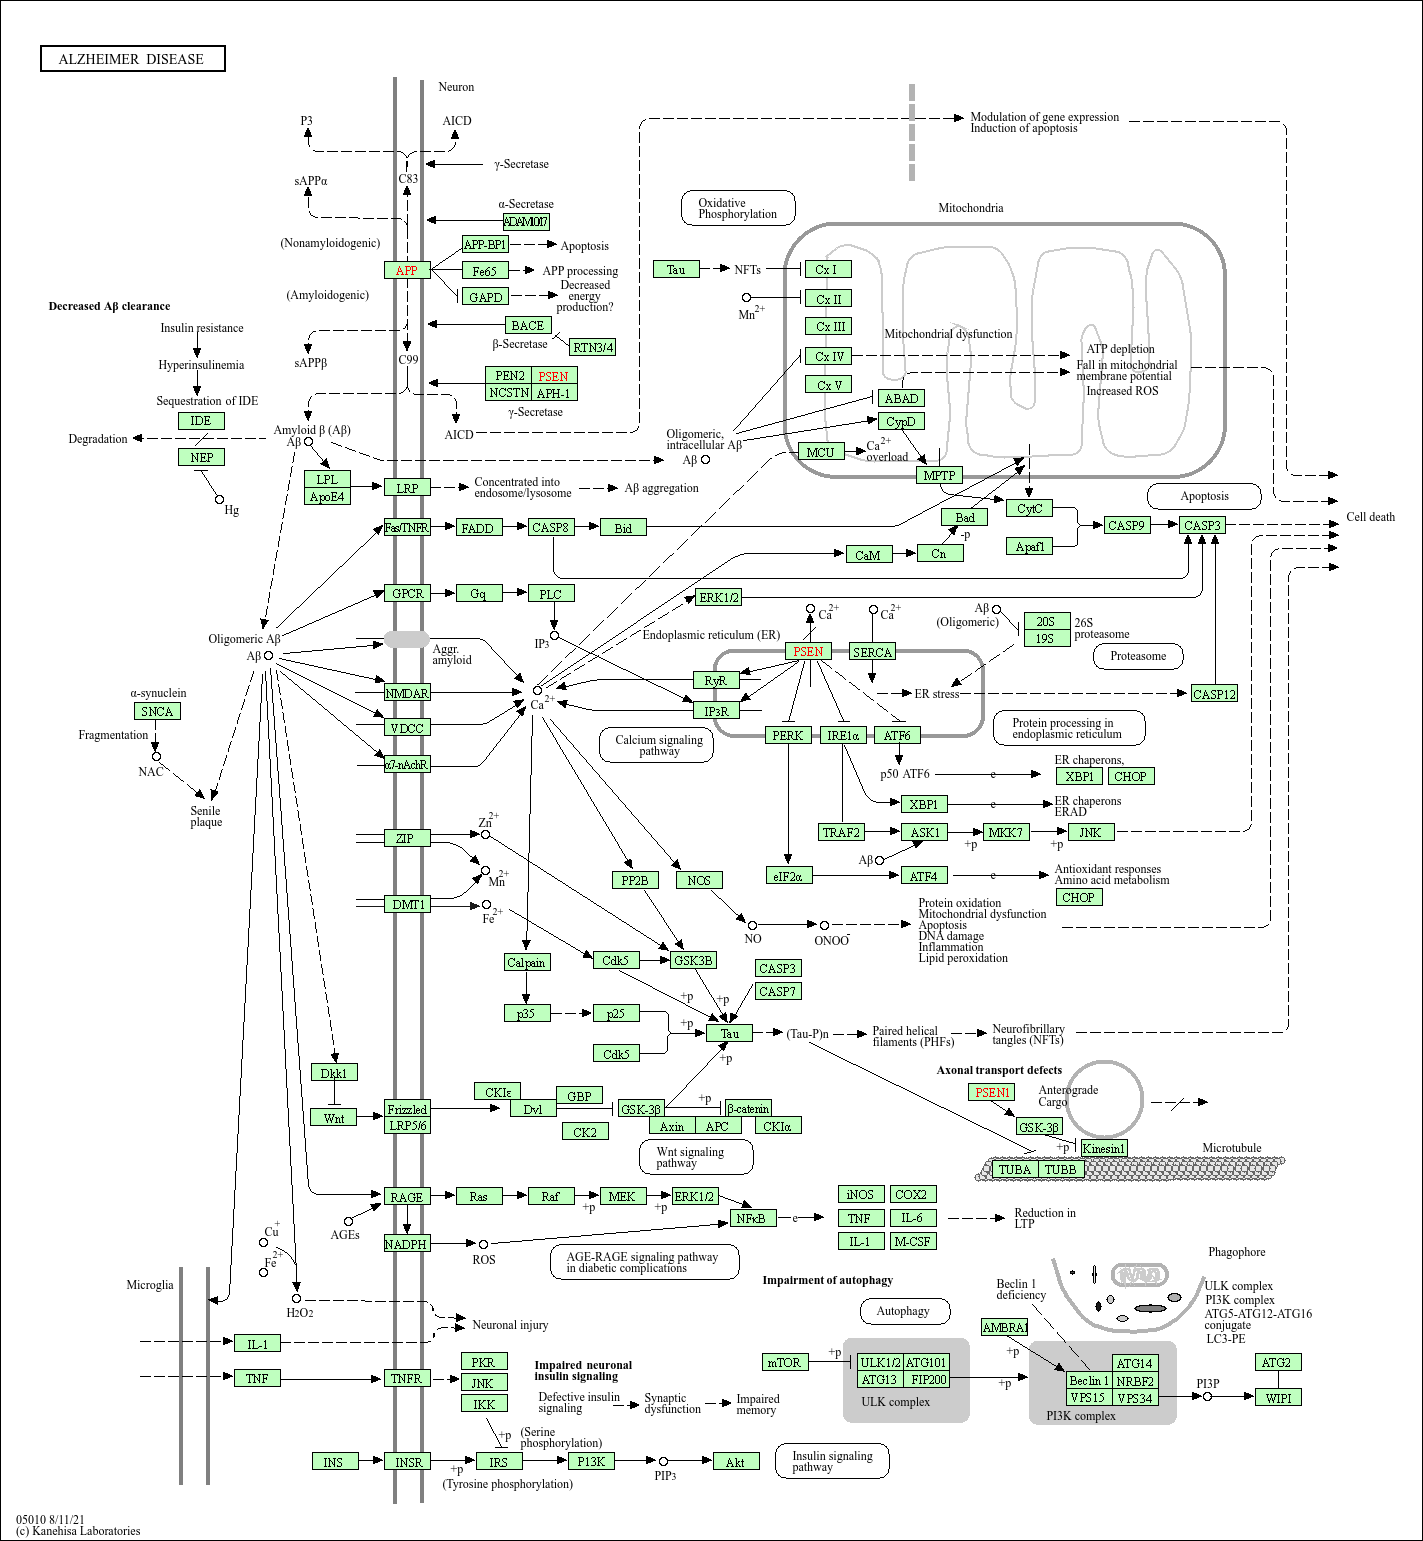 ALZHEIMER DISEASE
Neuron
P3
AICD
Modulation of gene expression
Induction of apoptosis
γ-Secretase
sAPPα
C83
Oxidative
Phosphorylation
Mitochondria
α-Secretase
ADAM10/17
(Nonamyloidogenic)
APP-BP1
Apoptosis
APP
Fe65
APP processing
Tau
NFTs
Cx I
(Amyloidogenic)
GAPD
Decreased
energy
production?
Mn2+
Cx II
Decreased Aβ clearance
Insulin resistance
BACE
β-Secretase
RTN3/4
Cx III
Mitochondrial dysfunction
Hyperinsulinemia
sAPPβ
C99
Cx IV
ATP depletion
Fall in mitochondrial
membrane potential
Increased ROS
PEN2
PSEN
NCSTN
APH-1
γ-Secretase
Cx V
ABAD
Sequestration of IDE
IDE
CypD
Degradation
Amyloid β (Aβ)
Aβ
AICD
Oligomeric,
intracellular Aβ
Aβ
NEP
MCU
Ca2+
overload
Hg
LPL
ApoE4
LRP
Concentrated into
endosome/lysosome
Aβ aggregation
MPTP
Apoptosis
Fas/TNFR
FADD
CASP8
Bid
Bad
-p
CytC
CASP9
CASP3
Cell death
CaM
Cn
Apaf1
GPCR
Gq
PLC
ERK1/2
Ca2+
Ca2+
Aβ
(Oligomeric)
20S
19S
26S
proteasome
Oligomeric Aβ
Aβ
IP3
Endoplasmic reticulum (ER)
Aggr.
amyloid
PSEN
SERCA
Proteasome
NMDAR
Ca2+
RyR
ER stress
CASP12
α-synuclein
SNCA
IP3R
VDCC
Fragmentation
Calcium signaling
pathway
PERK
IRE1α
ATF6
Protein processing in
endoplasmic reticulum
NAC
α7-nAchR
p50 ATF6
e
ER chaperons,
XBP1
CHOP
Senile
plaque
XBP1
e
ER chaperons
ERAD
Zn2+
ZIP
TRAF2
ASK1
+p
MKK7
+p
JNK
Aβ
Mn2+
PP2B
NOS
eIF2α
ATF4
e
Antioxidant responses
Amino acid metabolism
CHOP
DMT1
Fe2+
NO
ONOO-
Protein oxidation
Mitochondrial dysfunction
Apoptosis
DNA damage
Inflammation
Lipid peroxidation
Calpain
Cdk5
GSK3B
CASP3
CASP7
+p
+p
p35
p25
+p
Tau
(Tau-P)n
Paired helical
filaments (PHFs)
Neurofibrillary
tangles (NFTs)
Cdk5
+p
Dkk1
Axonal transport defects
PSEN1
Anterograde
Cargo
CKIε
GBP
+p
Wnt
Frizzled
LRP5/6
Dvl
GSK-3β
β-catenin
CK2
Axin
APC
CKIα
GSK-3β
+p
Kinesin1
Microtubule
Wnt signaling
pathway
TUBA
TUBB
RAGE
Ras
Raf
+p
MEK
+p
ERK1/2
iNOS
COX2
AGEs
NFκB
e
TNF
IL-6
Reduction in
LTP
IL-1
M-CSF
Cu+
Fe2+
NADPH
ROS
AGE-RAGE signaling pathway
in diabetic complications
Microglia
H2O2
Impairment of autophagy
Beclin 1
deficiency
Phagophore
Autophagy
ULK complex
PI3K complex
ATG5-ATG12-ATG16
conjugate
LC3-PE
Neuronal injury
AMBRA1
+p
IL-1
mTOR
+p
ULK1/2
ATG101
ATG13
FIP200
ULK complex
+p
ATG14
Beclin 1
NRBF2
VPS15
VPS34
PI3K complex
PI3P
ATG2
WIPI
TNF
TNFR
PKR
JNK
IKK
Impaired neuronal
insulin signaling
Defective insulin
signaling
Synaptic
dysfunction
Impaired
memory
+p
(Serine
phosphorylation)
INS
INSR
+p
IRS
P13K
PIP3
Akt
Insulin signaling
pathway
(Tyrosine phosphorylation)
05010 8/11/21
(c) Kanehisa Laboratories